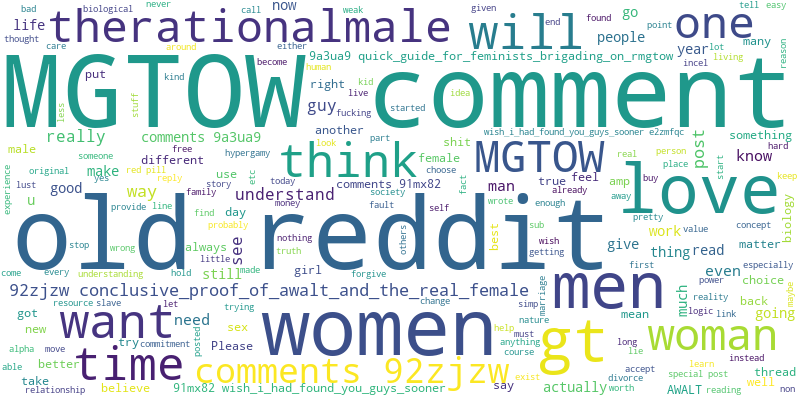 bad biological never call weak given end found point tell easy
life therationalmale will now go one
thought care around either people year lot many
9a3ua9 quick_guide_for_feminists_brigading_on_rmgtow
put kind become human right kid living incel reason
MGTOW comment
less stuff guy live fucking started idea
really comments 9a3ua9 another part wish_i_had_found_you_guys_sooner e2zmfqc
male someone free hypergamy look shit post something
different think female MGTOW real person place start know hard
experience original make use etc choose fact man true feel already amp buy keep
yes red pill reply story today society
lust good way understand comments 91mx82 love
u provide line find family fault self wrote enough away pretty value concept biology
old reddit
day money probably others best sub wish getting give work thing read matter
stop wrong always see nothing truth
come every understanding hold still little made girl forgive even first especially
92zjzw conclusive_proof_of_awalt_and_the_real_female men much power choice
resource slave let trying change simp marriage reality back maybe
got want need women nature logic link mean going
new try commitment posted sex Please help must gt woman
alpha move time better anything course long lie instead
able take comments 92zjzw accept learn special post thread
relationship believe 91mx82 wish_i_had_found_you_guys_sooner say exist actually divorce worth AWALT reading well non